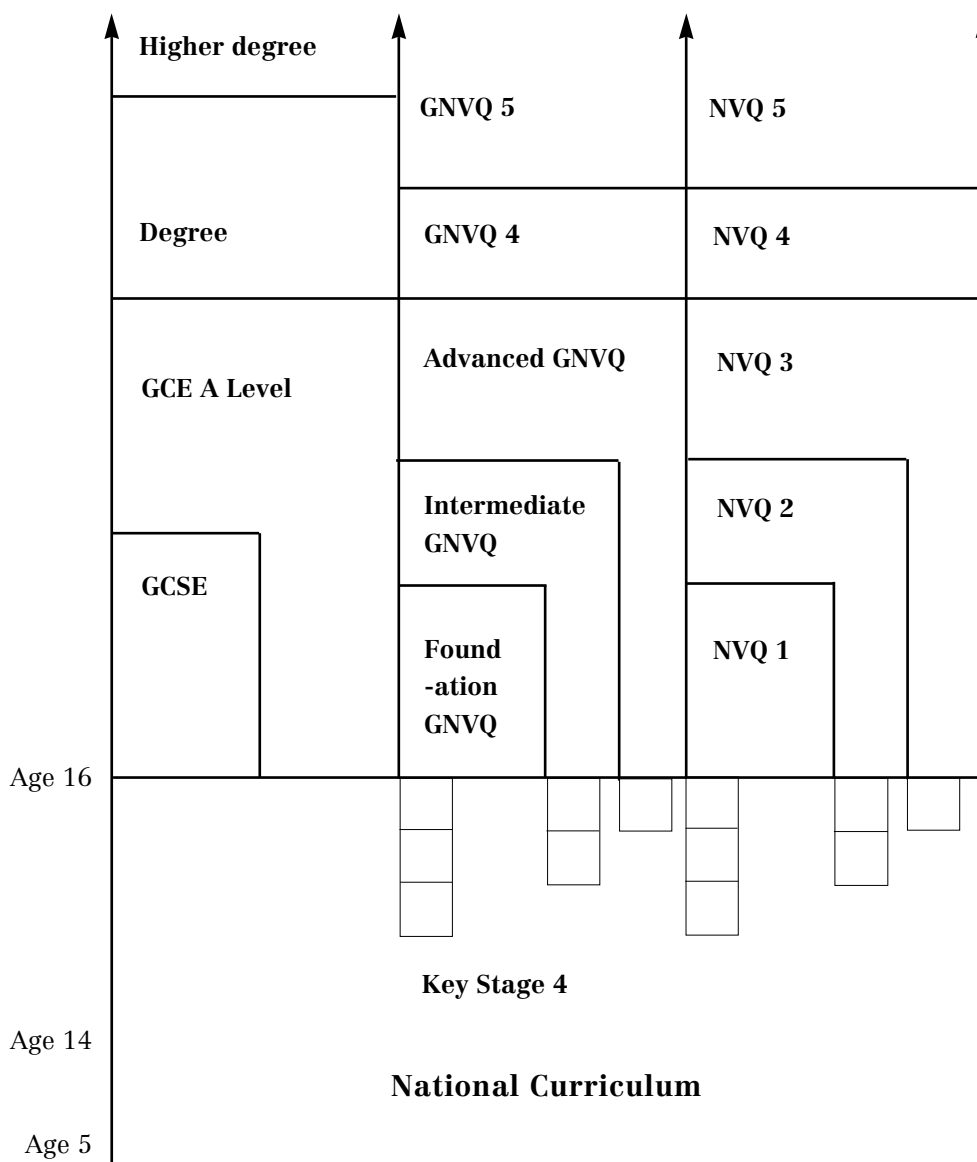 Higher degree
GNVQ 5
NVQ 5
Degree
GNVQ 4
NVQ 4
GCE A Level
Advanced GNVQ
NVQ 3
Intermediate
GNVQ
NVQ 2
GCSE
Found
-ation
GNVQ
NVQ 1
Age 16
Key Stage 4
Age 14
National Curriculum
Age 5